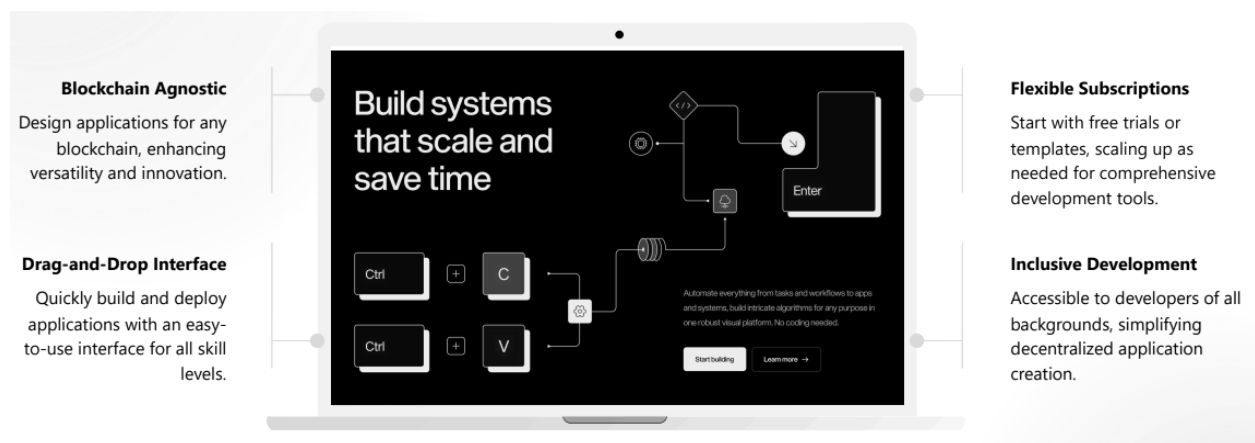 Blockchain Agnostic
Design applications for any
blockchain, enhancing
versatility and innovation.
Drag-and-Drop Interface
Quickly build and deploy
applications with an easy-
to-use interface for all skill
levels.
Build systems
that scale and
save time
</>
Enter
Ctrl
+
C
Ctrl
+
V
Automate everything from tasks and workflows to apps
and systems, build intricate algorithms for any purpose in
one robust visual platform. No coding needed.
Start building
Learn more →
Flexible Subscriptions
Start with free trials or
templates, scaling up as
needed for comprehensive
development tools.
Inclusive Development
Accessible to developers of all
backgrounds, simplifying
decentralized application
creation.